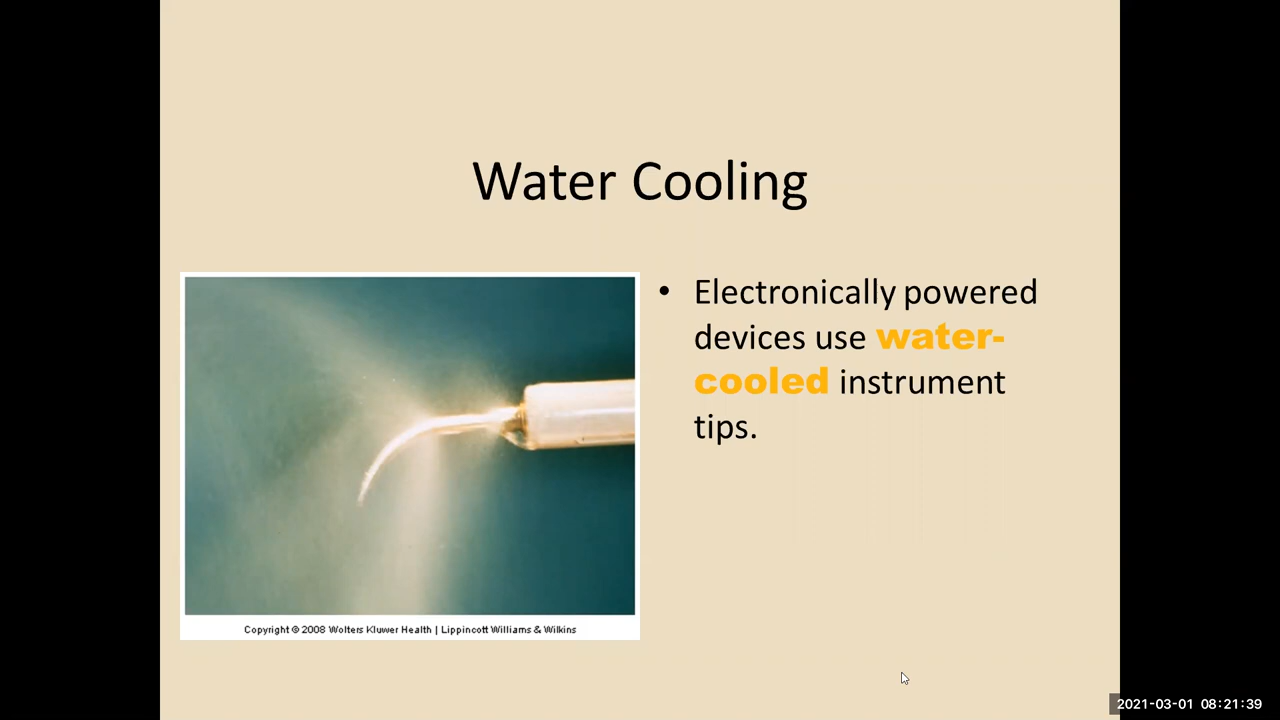 Water Cooling
• Electronically powered
devices use water-
cooled instrument
tips.
Copyright © 2008 Wolters Kluwer Health | Lippincott Williams & Wilkins
2021-03-01 08:21:39